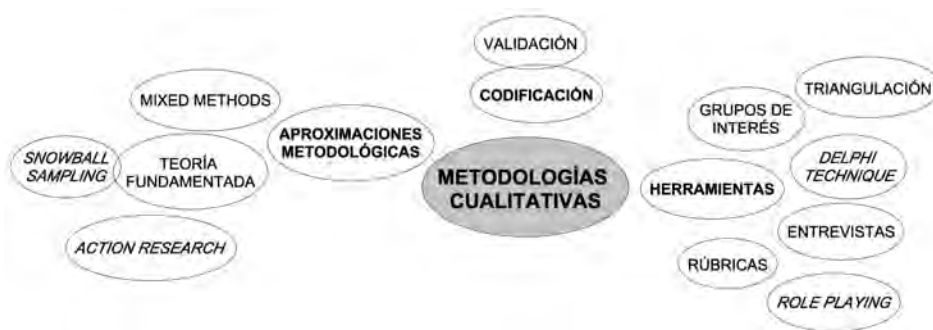 VALIDACIÓN
CODIFICACIÓN
MIXED METHODS
APROXIMACIONES
METODOLÓGICAS
SNOWBALL
SAMPLING
TEORÍA
FUNDAMENTADA
ACTION RESEARCH
METODOLOGÍAS
CUALITATIVAS
TRIANGULACIÓN
GRUPOS DE
INTERÉS
DELPHI
TECHNIQUE
HERRAMIENTAS
ENTREVISTAS
RÚBRICAS
ROLE PLAYING